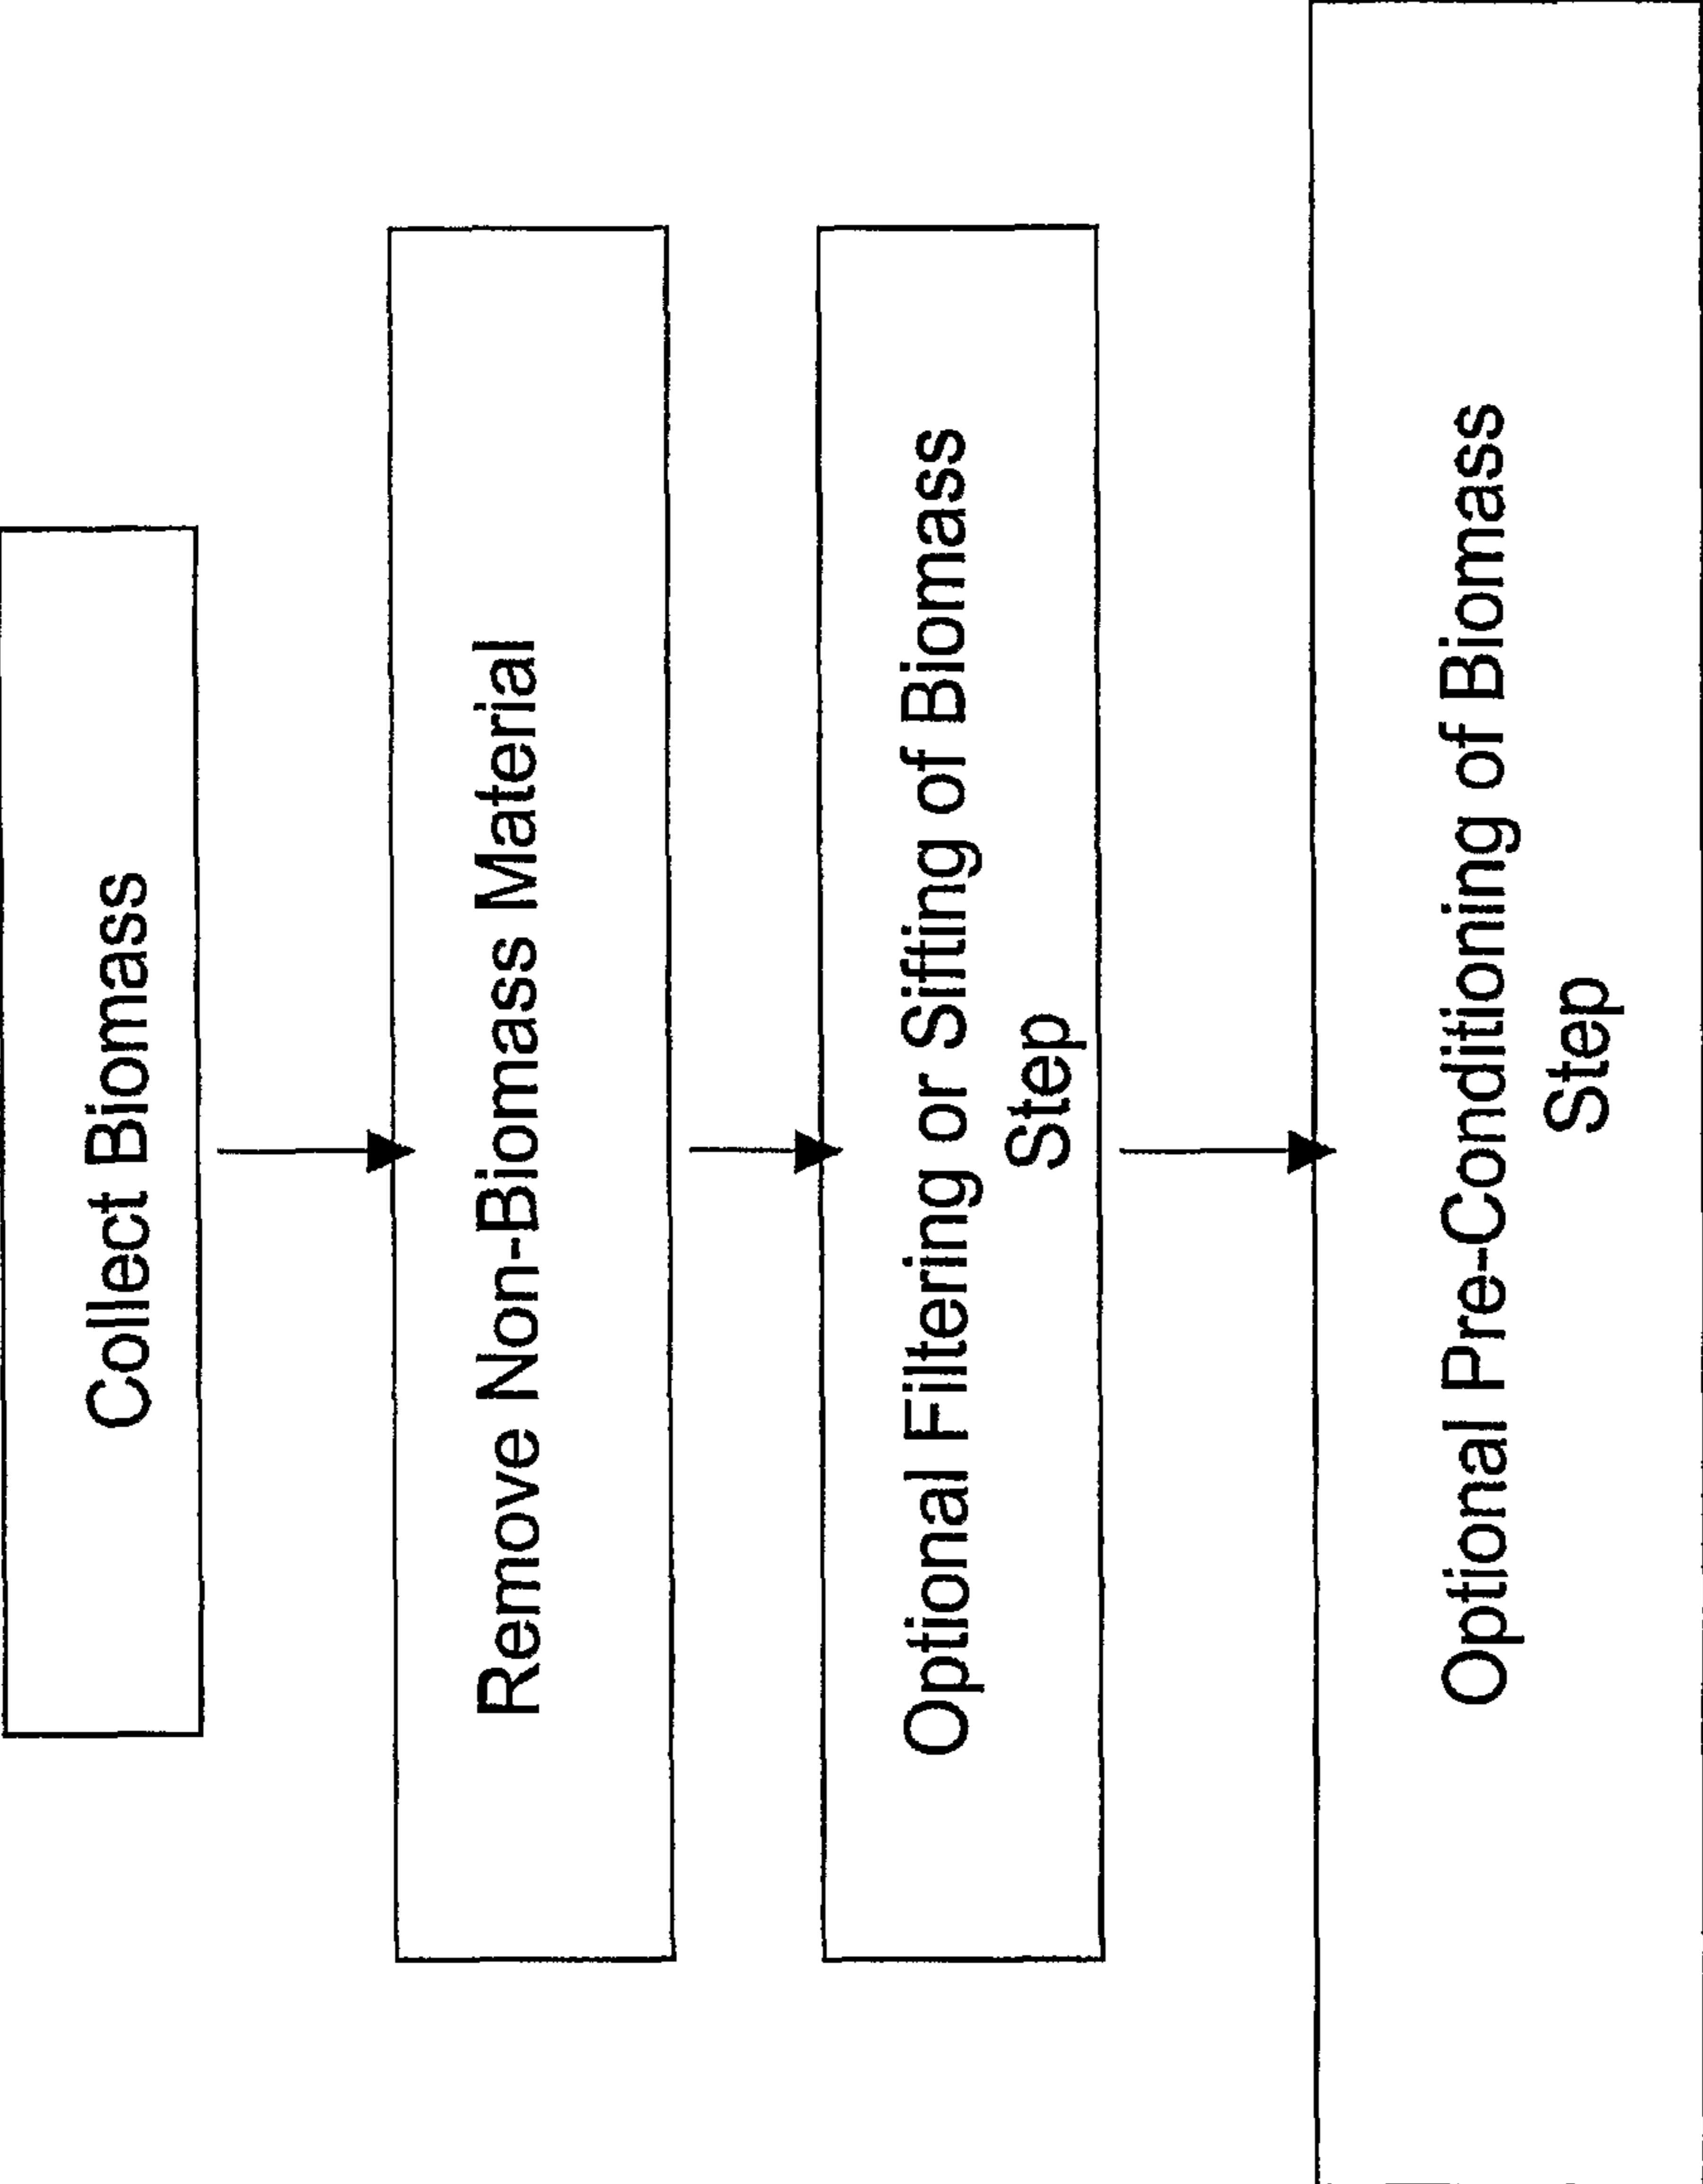 Collect Biomass
Remove Non-Biomass Material
Optional Filtering or Sifting of Biomass
Step
Optional Pre-Conditioning of Biomass
Step